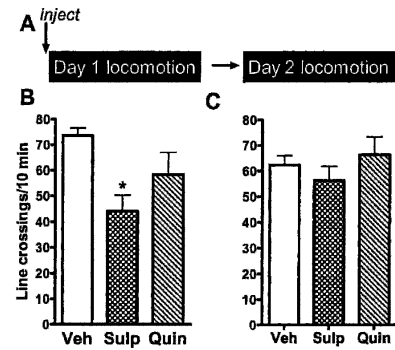 inject
A
Day 1 locomotion
Day 2 locomotion
B
C
Line crossings/10 min
80
70
60
50
40
30
20
10
0
*
Veh Sulp Quin
80
70
60
50
40
30
20
10
0
Veh Sulp Quin